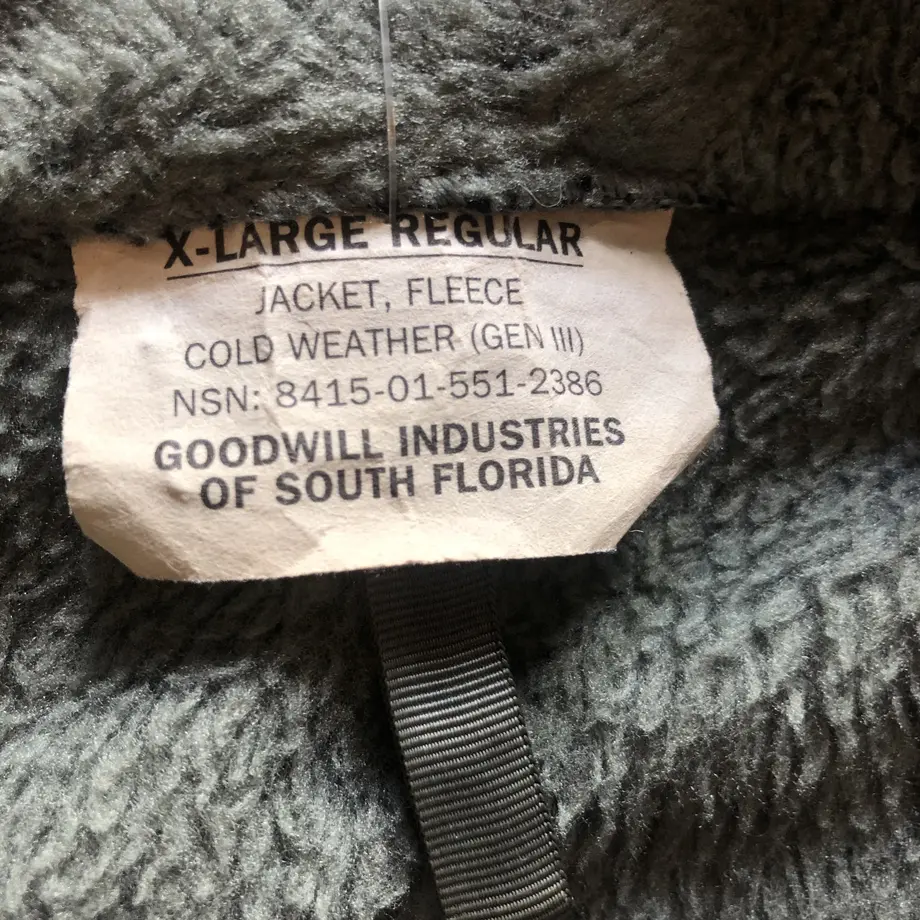 X-LARGE REGULAR
JACKET, FLEECE
COLD WEATHER (GEN III)
NSN: 8415-01-551-2386
GOODWILL INDUSTRIES
OF SOUTH FLORIDA